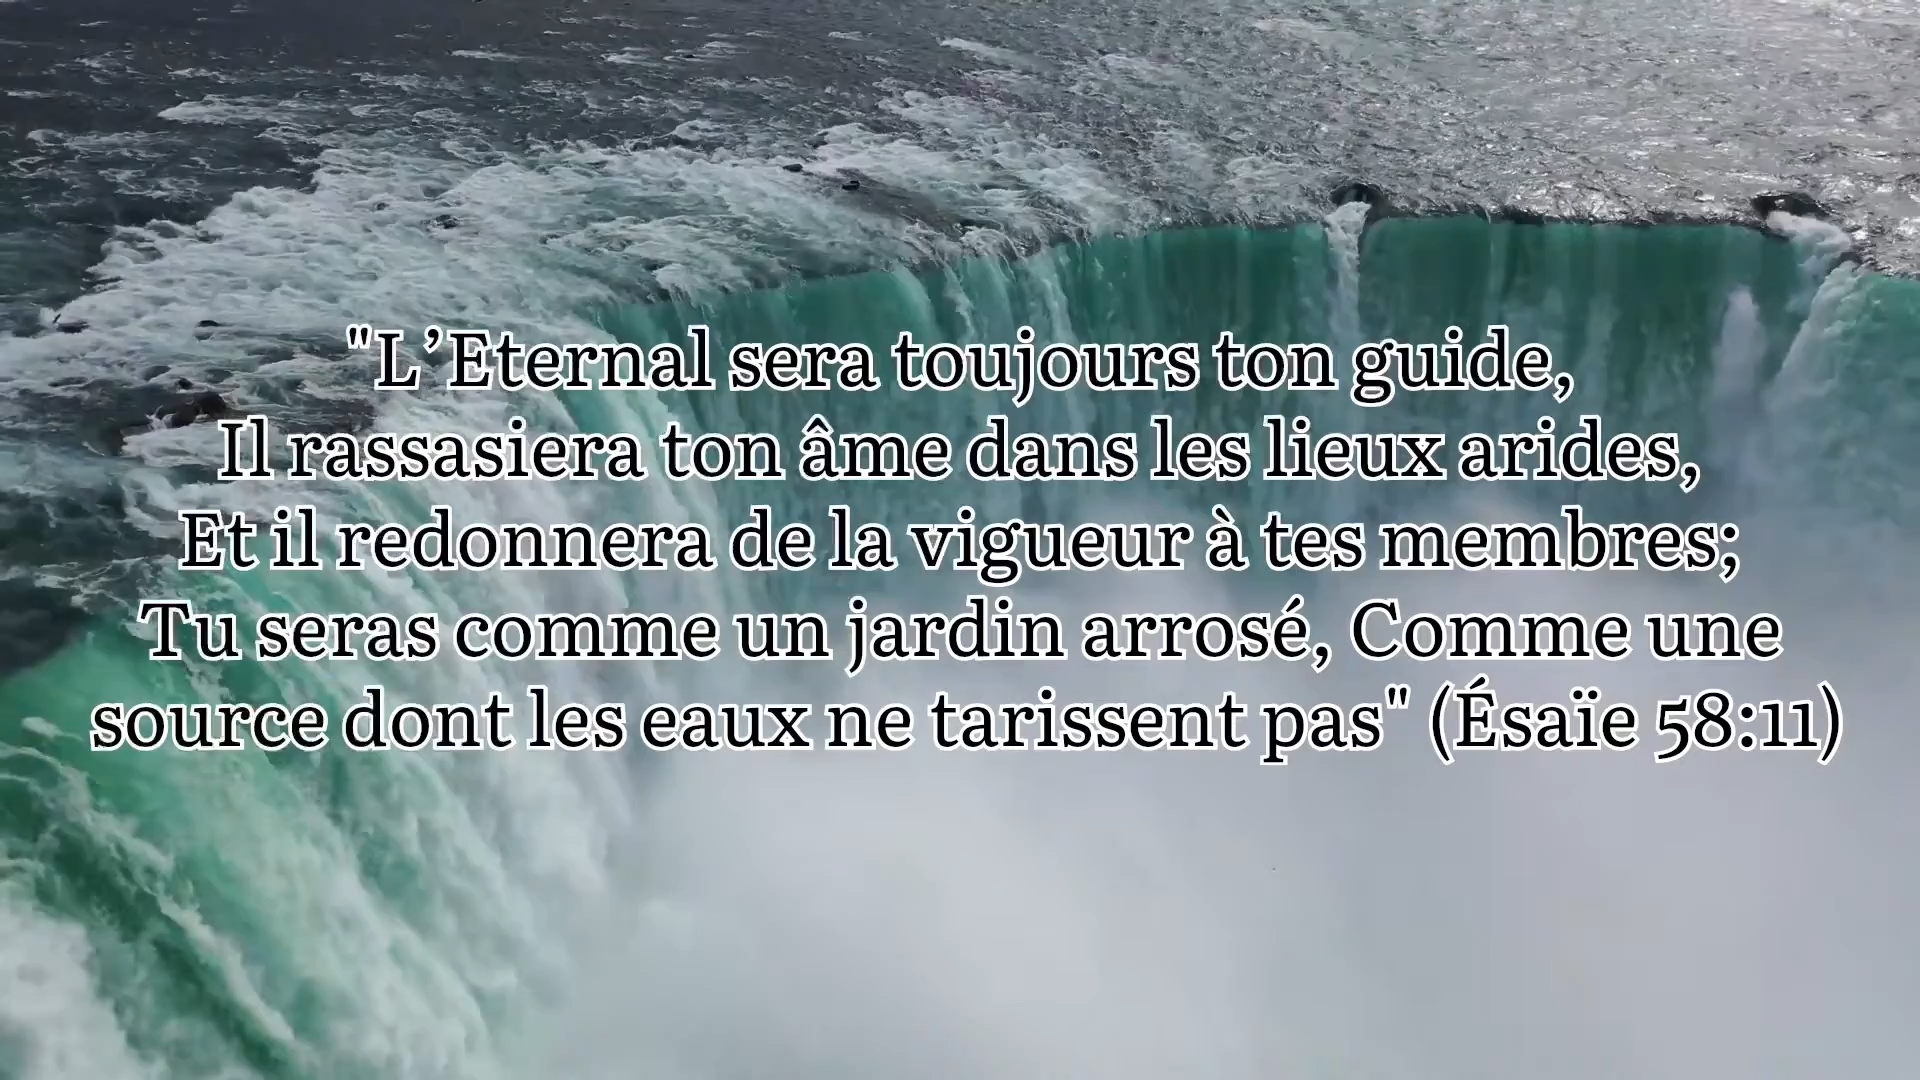 "L’Eternal sera toujours ton guide,
Il rassasiera ton âme dans les lieux arides,
Et il redonnera de la vigueur à tes membres;
Tu seras comme un jardin arrosé, Comme une
source dont les eaux ne tarissent pas" (Ésaïe 58:11)